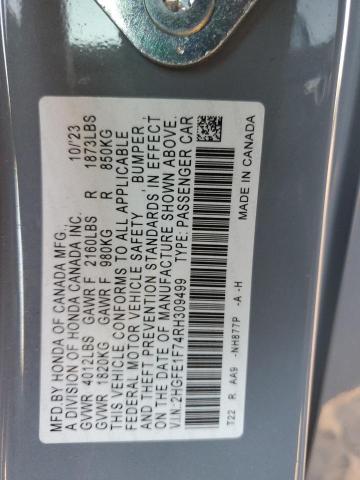 MFD.BY HONDA OF CANADA MFG., 10/23
A DIVISION OF HONDA CANADA INC.
GVWR 4012LBS GAWR F 2160LBS R 1873LBS
GVWR 1820KG GAWR F 980KG R 850KG
THIS VEHICLE CONFORMS TO ALL APPLICABLE
FEDERAL MOTOR VEHICLE SAFETY , BUMPER ,
AND THEFT PREVENTION STANDARDS IN EFFECT
ON THE DATE OF MANUFACTURE SHOWN ABOVE.
V.I.N:2HGFE1F74RH309499 TYPE: PASSENGER CAR
T22 R AA9 -NH877P -A -H MADE IN CANADA